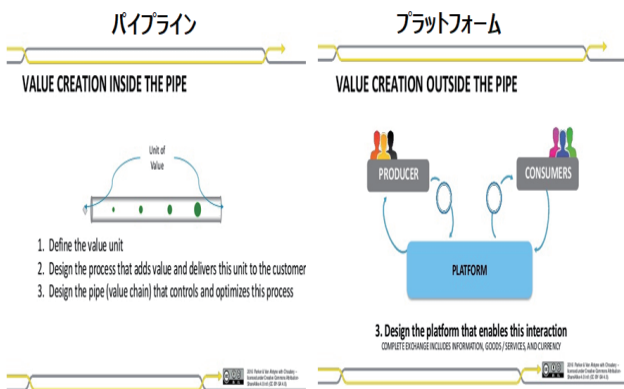 パイプライン
VALUE CREATION INSIDE THE PIPE
Unit of
Value
1. Define the value unit
2. Design the process that adds value and delivers this unit to the customer
3. Design the pipe (value chain) that controls and optimizes this process
プラットフォーム
VALUE CREATION OUTSIDE THE PIPE
PRODUCER
CONSUMERS
PLATFORM
3. Design the platform that enables this interaction
COMPLETE EXCHANGE INCLUDES INFORMATION, GOODS / SERVICES, AND CURRENCY